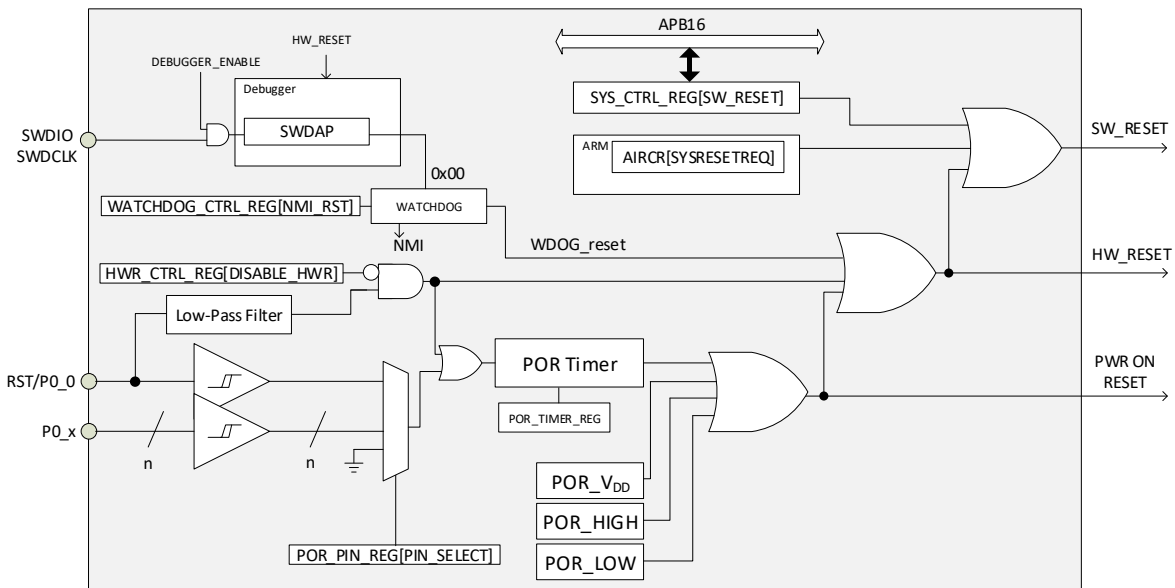 APB16
HW_RESET
DEBUGGER_ENABLE
Debugger
SYS_CTRL_REG[SW_RESET]
SWDIO
SWDCLK
SWDAP
SW_RESET
ARM
AIRCR[SYSRESETREQ]
0x00
WATCHDOG_CTRL_REG[NMI_RST]
WATCHDOG
NMI
WDOG_reset
HWR_CTRL_REG[DISABLE_HWR]
HW_RESET
Low-Pass Filter
RST/P0_0
POR Timer
PWR ON
RESET
POR_TIMER_REG
P0_x
n
n
POR_VDD
POR_HIGH
POR_PIN_REG[PIN_SELECT]
POR_LOW